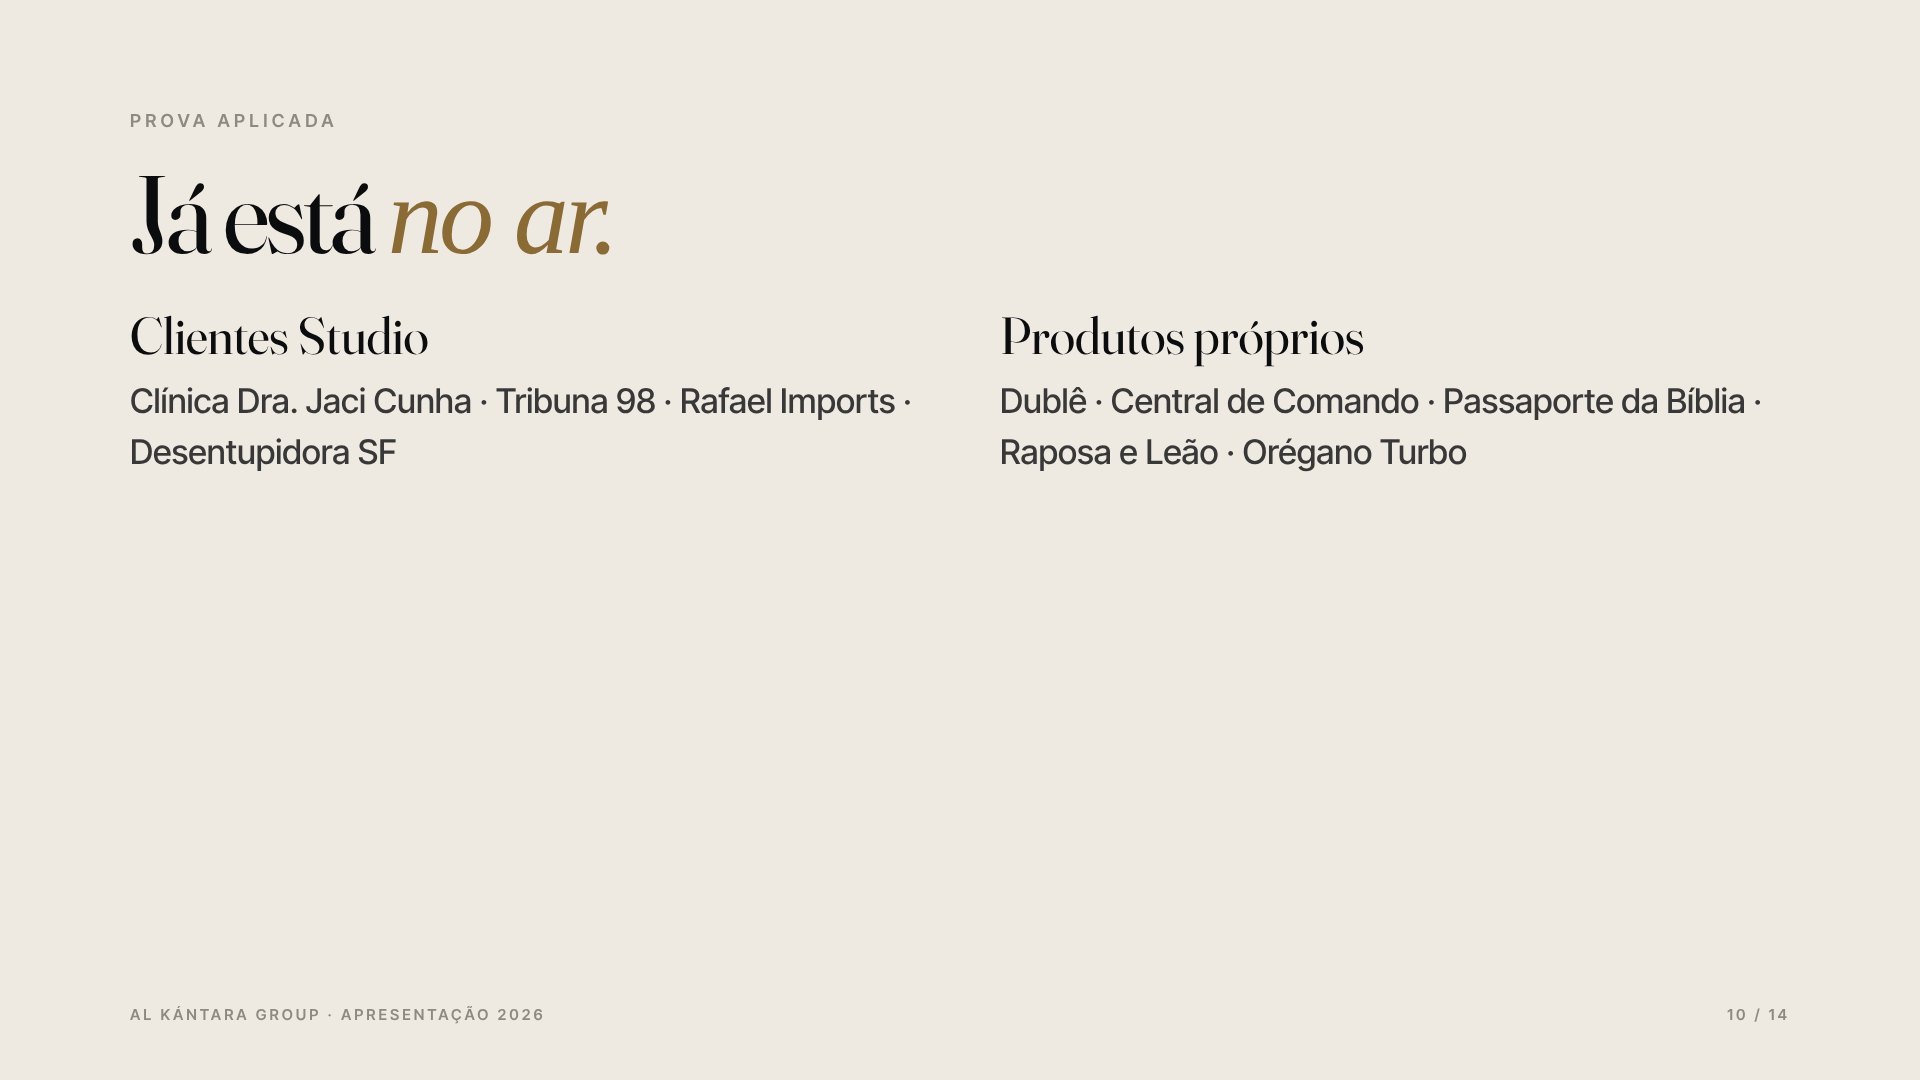 PROVA APLICADA
Já está no ar.
Clientes Studio
Clínica Dra. Jaci Cunha · Tribuna 98 · Rafael Imports ·
Desentupidora SF
Produtos próprios
Dublê · Central de Comando · Passaporte da Bíblia ·
Raposa e Leão · Orégano Turbo
AL KÁNTARA GROUP · APRESENTAÇÃO 2026
10 / 14